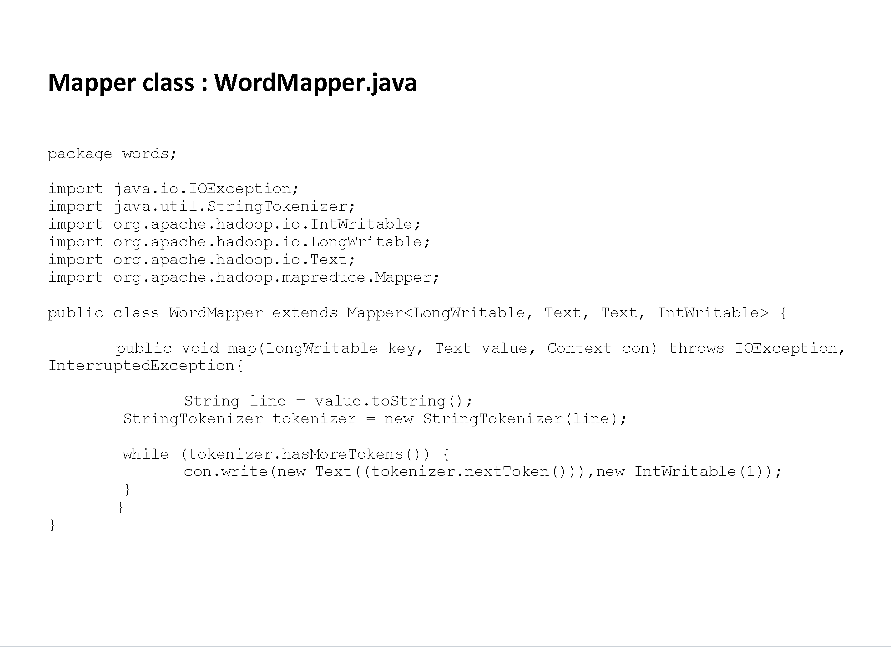 Mapper class : WordMapper.java
package words;
import java.io.IOException;
import java.util.StringTokenizer;
import org.apache.hadoop.io.IntWritable;
import org.apache.hadoop.io.LongWritable;
import org.apache.hadoop.io.Text;
import org.apache.hadoop.mapreduce.Mapper;
public class WordMapper extends Mapper<LongWritable, Text, Text, IntWritable> {
public void map(LongWritable key, Text value, Context con) throws IOException,
InterruptedException{
String line = value.toString();
StringTokenizer tokenizer = new StringTokenizer(line);
while (tokenizer.hasMoreTokens()) {
con.write(new Text((tokenizer.nextToken())),new IntWritable(1));
}
}
}